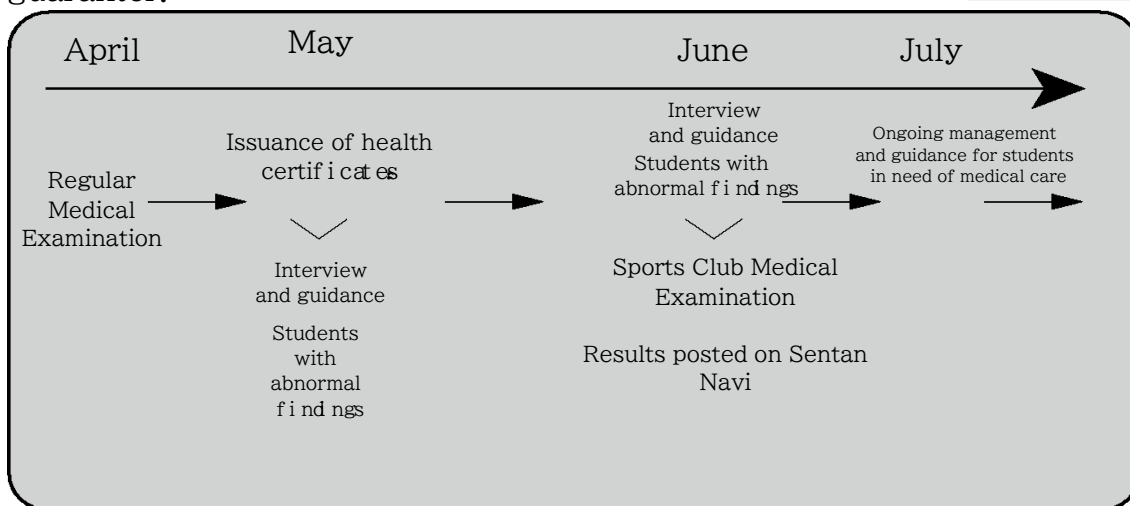 April
May
June
July
Regular
Medical
Examination
Issuance of health
certificates
Interview
and guidance
Students
with
abnormal
findings
Interview
and guidance
Students with
abnormal findings
Sports Club Medical
Examination
Results posted on Sentan
Navi
Ongoing management
and guidance for students
in need of medical care